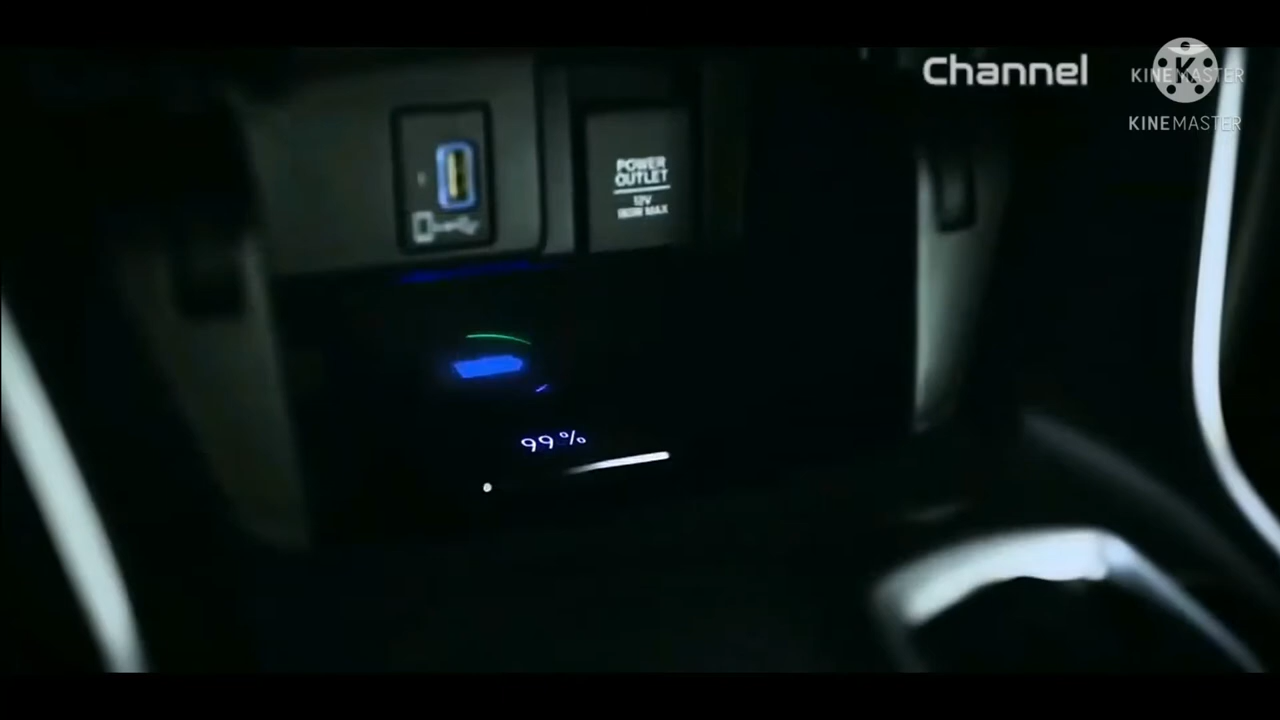 Channel
KINEMASTER
K
KINEMASTER
POWER
OUTLET
12V
99%